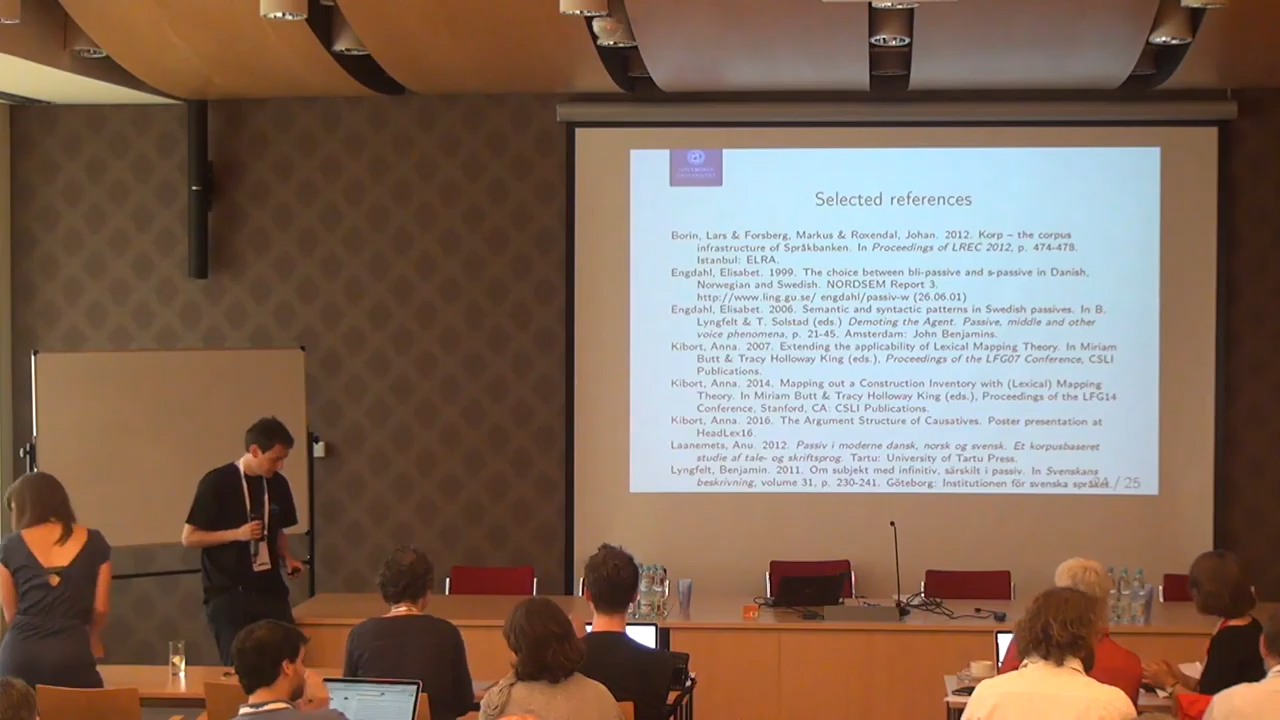 Selected references
Borin, Lars & Forsberg, Markus & Roxendal, Johan. 2012. Korp – the corpus
infrastructure of Språkbanken. In Proceedings of LREC 2012, p. 474-478.
Istanbul: ELRA.
Engdahl, Elisabet. 1999. The choice between bli-passive and s-passive in Danish,
Norwegian and Swedish. NORDSEM Report 3.
http://www.ling.gu.se/ engdahl/passiv-w (26.06.01)
Engdahl, Elisabet. 2006. Semantic and syntactic patterns in Swedish passives. In B.
Lyngfelt & T. Solstad (eds.) Demoting the Agent. Passive, middle and other
voice phenomena, p. 21-45. Amsterdam: John Benjamins.
Kibort, Anna. 2007. Extending the applicability of Lexical Mapping Theory. In Miriam
Butt & Tracy Holloway King (eds.), Proceedings of the LFG07 Conference, CSLI
Publications.
Kibort, Anna. 2014. Mapping out a Construction Inventory with (Lexical) Mapping
Theory. In Miriam Butt & Tracy Holloway King (eds.), Proceedings of the LFG14
Conference, Stanford, CA: CSLI Publications.
Kibort, Anna. 2016. The Argument Structure of Causatives. Poster presentation at
HeadLex16.
Laanemets, Anu. 2012. Passiv i moderne dansk, norsk og svensk. Et korpusbaseret
studie af tale- og skriftsprog. Tartu: University of Tartu Press.
Lyngfelt, Benjamin. 2011. Om subjekt med infinitiv, särskilt i passiv. In Svenskans
beskrivning, volume 31, p. 230-241. Göteborg: Institutionen för svenska språket.
24 / 25